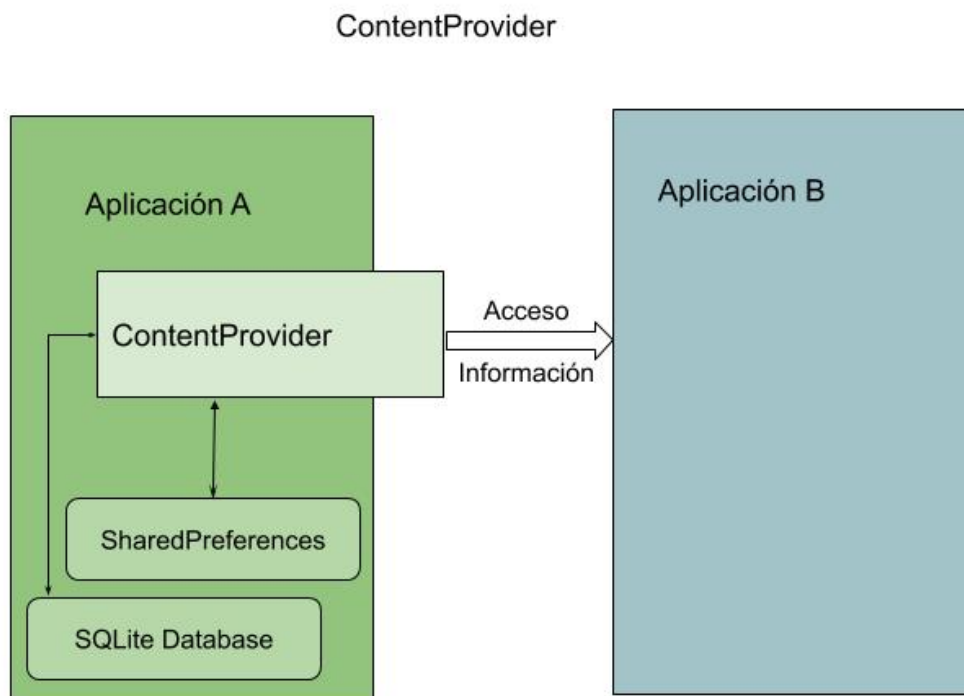 ContentProvider
Aplicación A
Aplicación B
ContentProvider
Acceso
Información
SharedPreferences
SQLite Database